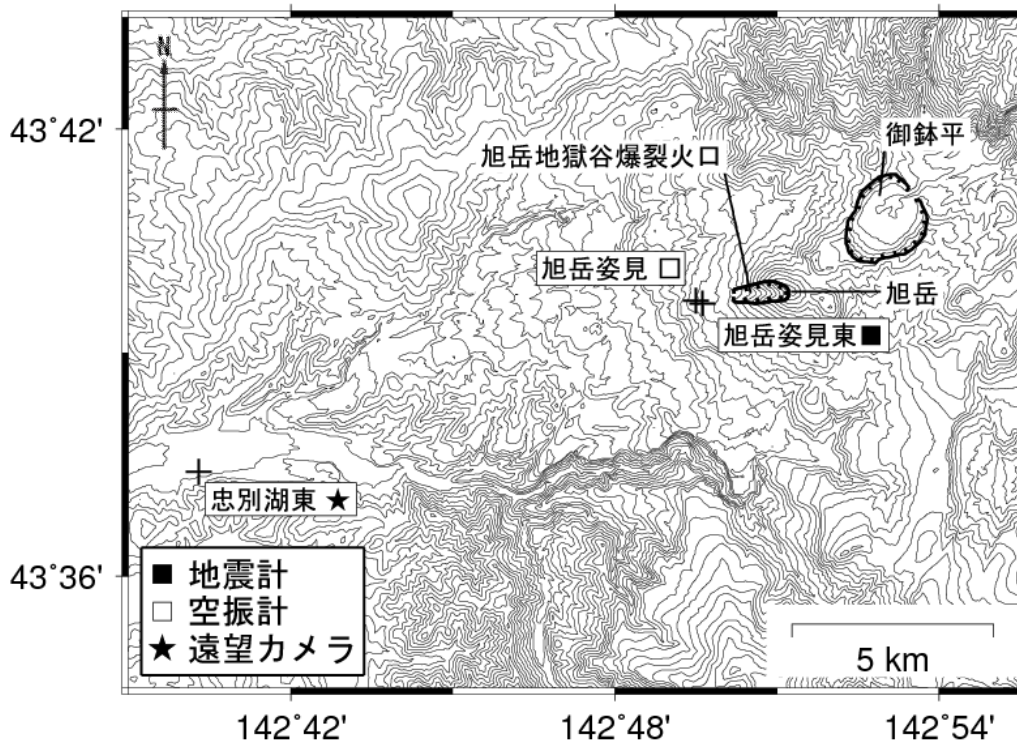 N
43˚42'
御鉢平
旭岳地獄谷爆裂火口
旭岳姿見 □
旭岳
旭岳姿見東■
忠別湖東 ★
43˚36'
■ 地震計
□ 空振計
★ 遠望カメラ
5 km
142˚42'
142˚48'
142˚54'